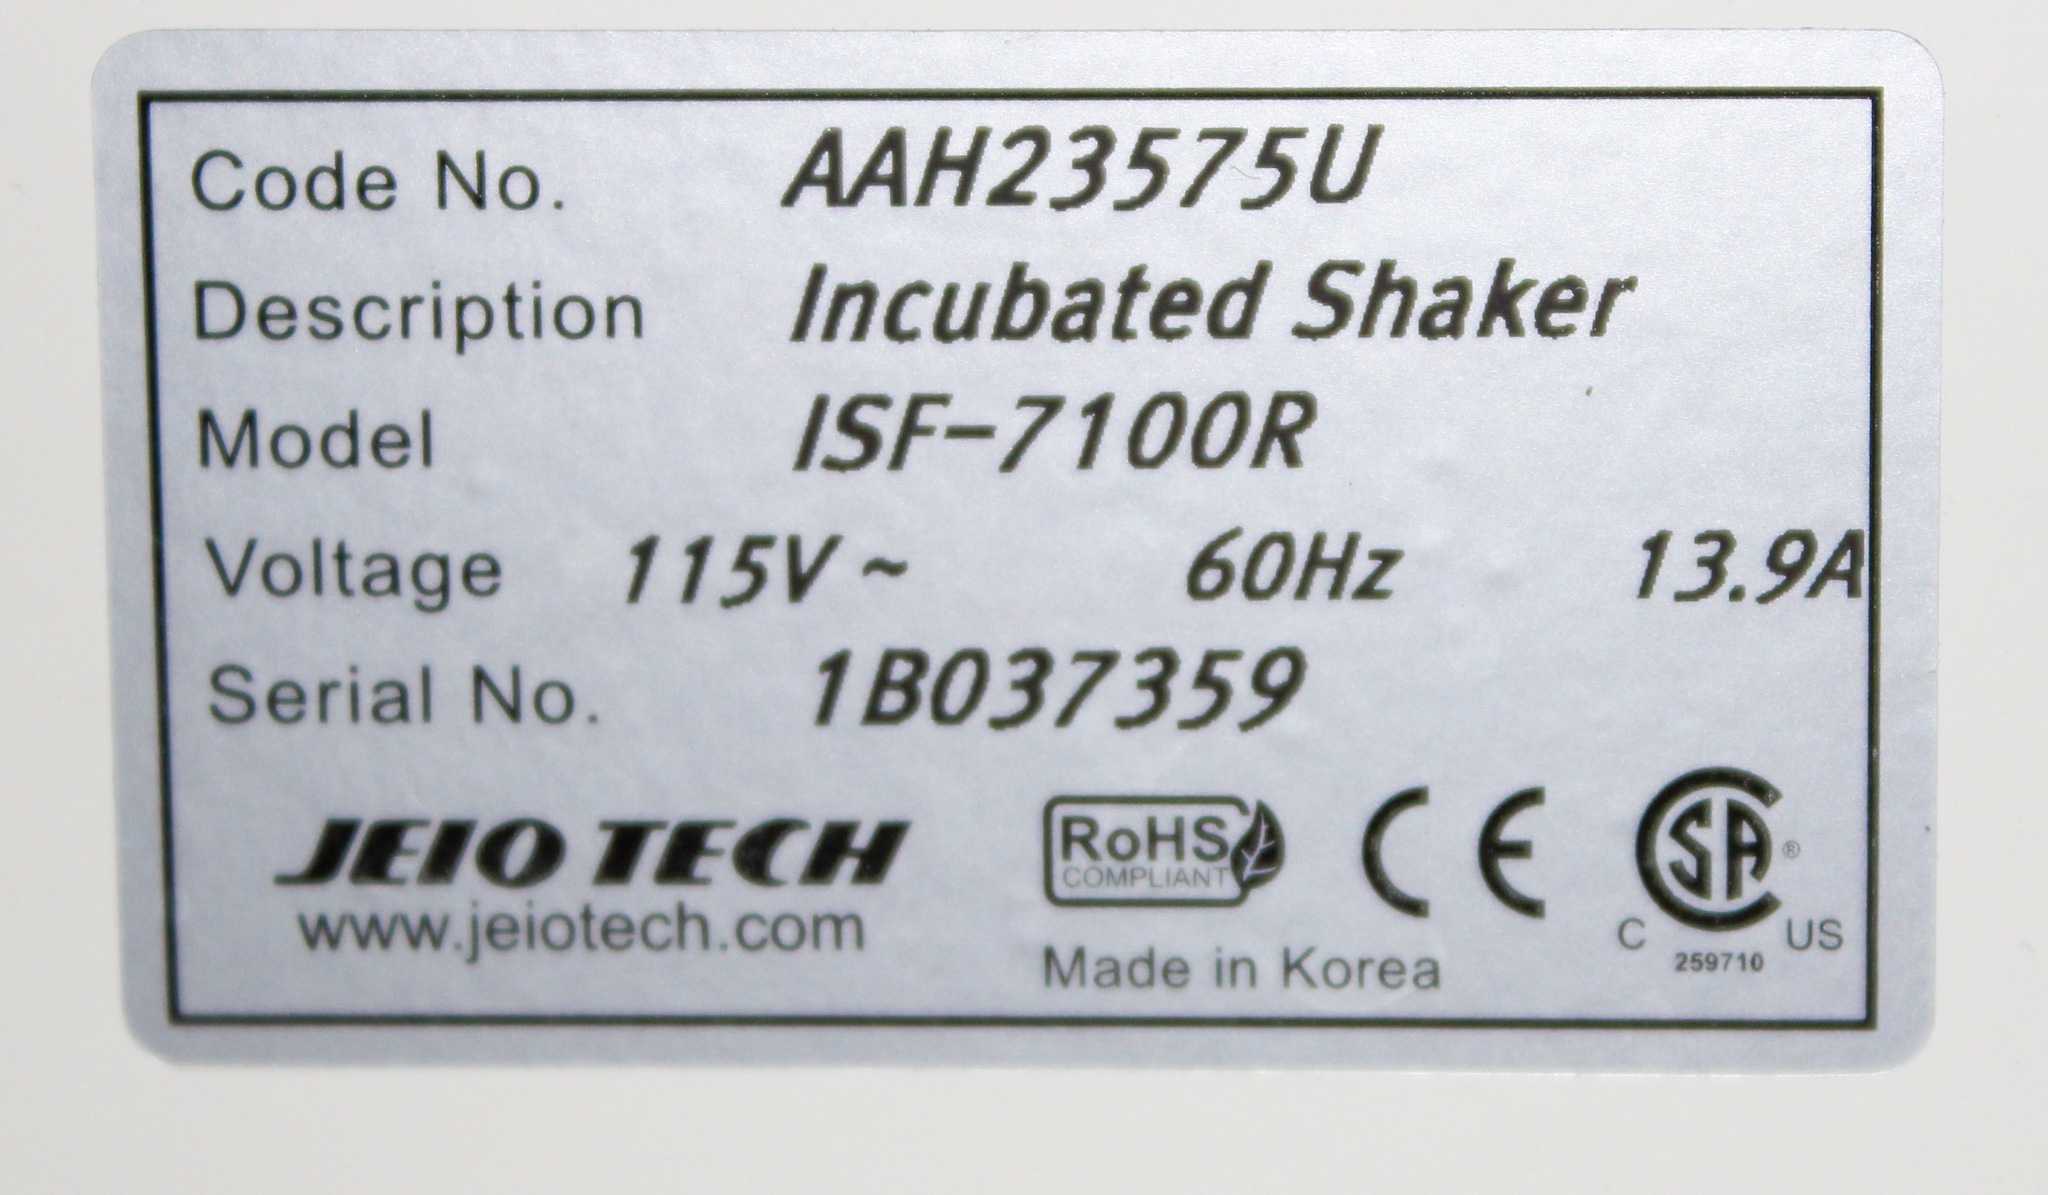 Code No. AAH23575U
Description Incubated Shaker
Model ISF-7100R
Voltage 115V ~ 60Hz 13.9A
Serial No. 1B037359
JEIO TECH
www.jeiotech.com
RoHS
COMPLIANT
CE
SA ®
C US
259710
Made in Korea